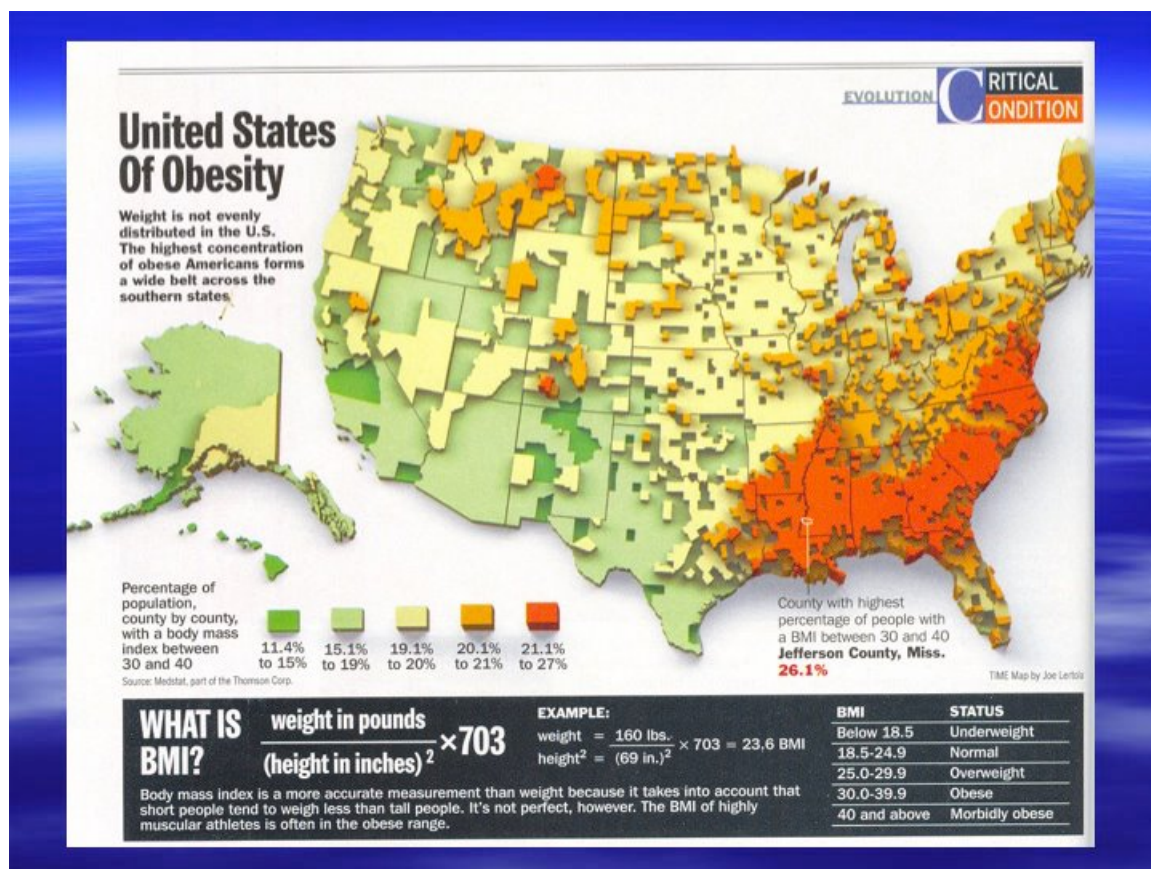 EVOLUTION
CRITICAL
CONDITION
United States
Of Obesity
Weight is not evenly
distributed in the U.S.
The highest concentration
of obese Americans forms
a wide belt across the
southern states
Percentage of
population,
county by county,
with a body mass
index between
30 and 40
11.4%
to 15%
15.1%
to 19%
19.1%
to 20%
20.1%
to 21%
21.1%
to 27%
Source: Medstat, part of the Thomson Corp.
County with highest
percentage of people with
a BMI between 30 and 40
Jefferson County, Miss.
26.1%
TIME Map by Joe Lertola
WHAT IS
BMI?
weight in pounds
(height in inches) 2
×703
EXAMPLE:
weight = 160 lbs.
height² = (69 in.)²
× 703 = 23,6 BMI
Body mass index is a more accurate measurement than weight because it takes into account that
short people tend to weigh less than tall people. It's not perfect, however. The BMI of highly
muscular athletes is often in the obese range.
BMI STATUS
Below 18.5 Underweight
18.5-24.9 Normal
25.0-29.9 Overweight
30.0-39.9 Obese
40 and above Morbidly obese